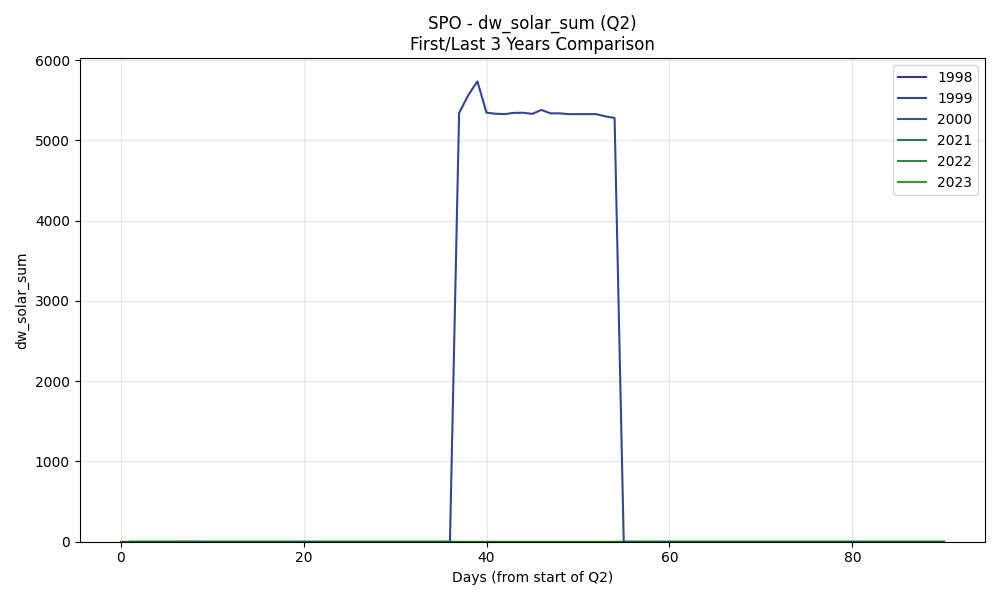 SPO - dw_solar_sum (Q2)
First/Last 3 Years Comparison
6000
5000
4000
3000
2000
1000
0
dw_solar_sum
0 20 40 60 80
Days (from start of Q2)
1998
1999
2000
2021
2022
2023